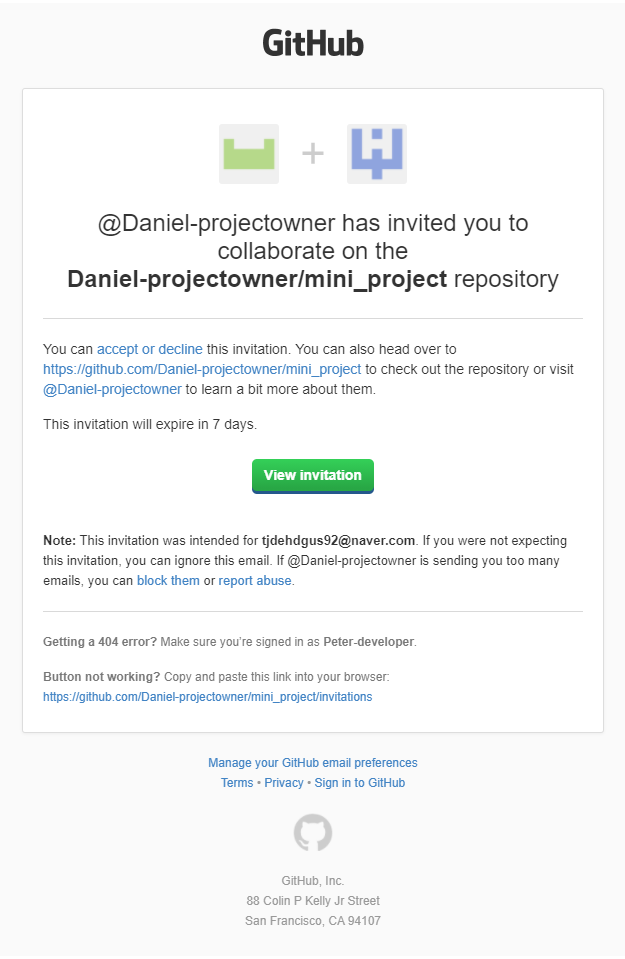 GitHub
@Daniel-projectowner has invited you to
collaborate on the
Daniel-projectowner/mini_project repository
You can accept or decline this invitation. You can also head over to
https://github.com/Daniel-projectowner/mini_project to check out the repository or visit
@Daniel-projectowner to learn a bit more about them.
This invitation will expire in 7 days.
View invitation
Note: This invitation was intended for tjdehdgus92@naver.com. If you were not expecting
this invitation, you can ignore this email. If @Daniel-projectowner is sending you too many
emails, you can block them or report abuse.
Getting a 404 error? Make sure you’re signed in as Peter-developer.
Button not working? Copy and paste this link into your browser:
https://github.com/Daniel-projectowner/mini_project/invitations
Manage your GitHub email preferences
Terms • Privacy • Sign in to GitHub
GitHub, Inc.
88 Colin P Kelly Jr Street
San Francisco, CA 94107